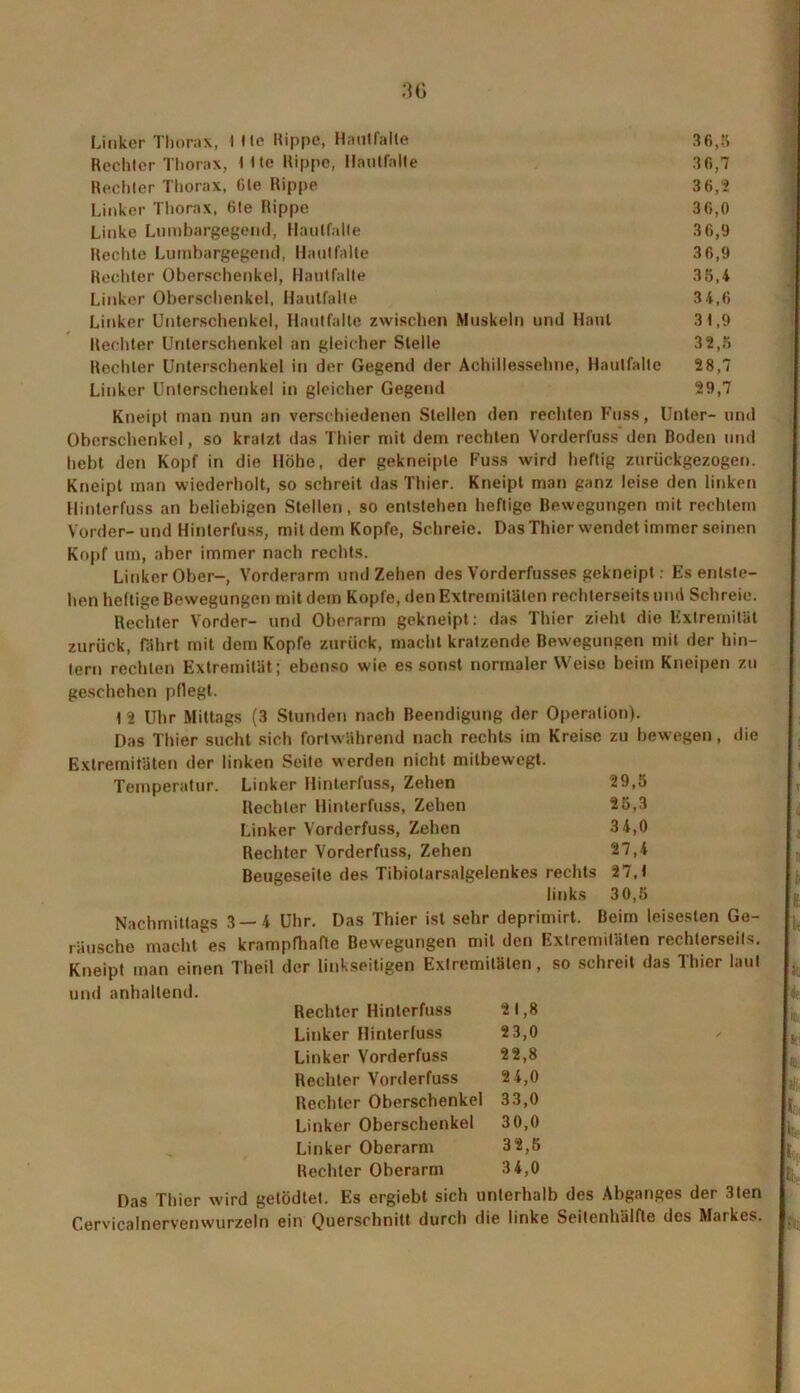 36
Linker Thorax, 11te Rippe, Hautfalte 36,5
Rechter Thorax, 11te Rippe, Hautfalte 36,7
Rechter Thorax, 6te Rippe 36,2
Linker Thorax, 6te Rippe 36,0
Linke Lumbargegend, Hautfalte 36,9
Rechte Lumbargegend, Hautfalte 36,9
Rechter Oberschenkel, Hautfalte 35,4
Linker Oberschenkel, Hautfalte 34,6
Linker Unterschenkel, Hautfalte zwischen Muskeln und Haut 31,9
Rechter Unterschenkel an gleicher Stelle 32,5
Rechter Unterschenkel in der Gegend der Achillessehne, Hautfalte 28,7
Linker Unterschenkel in gleicher Gegend 29,7
Kneipt man nun an verschiedenen Stellen den rechten Fuss, Unter- und
Oberschenkel, so kratzt das Thier mit dem rechten Vorderfuss den Boden und
hebt den Kopf in die Höhe, der gekneipte Fuss wird heftig zurückgezogen.
Kneipt man wiederholt, so schreit das Thier. Kneipt man ganz leise den linken
Hinterfuss an beliebigen Stellen, so entstehen heftige Bewegungen mit rechtem
Vorder- und Hinterfuss, mit dem Kopfe, Schreie. Das Thier wendet immer seinen
Kopf um, aber immer nach rechts.
Linker Ober-, Vorderarm und Zehen des Vorderfusses gekneipt: Es entste-
hen heftige Bewegungen mit dem Kopfe, den Extremitäten rechterseits und Schreie.
Rechter Vorder- und Oberarm gekneipt: das Thier zieht die Extremität
zurück, fährt mit dem Kopfe zurück, macht kratzende Bewegungen mit der hin-
tern rechten Extremität; ebenso wie es sonst normaler Weise beim Kneipen zu
geschehen pflegt.
12 Uhr Mittags (3 Stunden nach Beendigung der Operation).
Das Thier sucht sich fortwährend nach rechts im Kreise zu bewegen, die
Extremitäten der linken Seite werden nicht mitbewegt.
Temperatur. Linker Hinterfuss, Zehen 29,5
Rechter Hinterfuss, Zehen 25,3
Linker Vorderfuss, Zehen 34,0
Rechter Vorderfuss, Zehen 27,4
Beugeseite des Tibiotarsalgelenkes rechts 27,1
links 30,5
Nachmittags 3—4 Uhr. Das Thier ist sehr deprimirt. Beim leisesten Ge-
räusche macht es krampfhafte Bewegungen mit den Extremitäten rechterseits.
Kneipt man einen Theil der linkseitigen Extremitäten, so schreit das Thier laut
und anhaltend.
Rechter Hinterfuss 21,8
Linker Hinterfuss 23,0
Linker Vorderfuss 22,8
Rechter Vorderfuss 24,0
Rechter Oberschenkel 33,0
Linker Oberschenkel 30,0
Linker Oberarm 32,5
Rechter Oberarm 34,0
Das Thier wird getödtet. Es ergiebt sich unterhalb des Abganges der 3ten
Cervicalnervenwurzeln ein Querschnitt durch die linke Seitenhälfte des Markes.